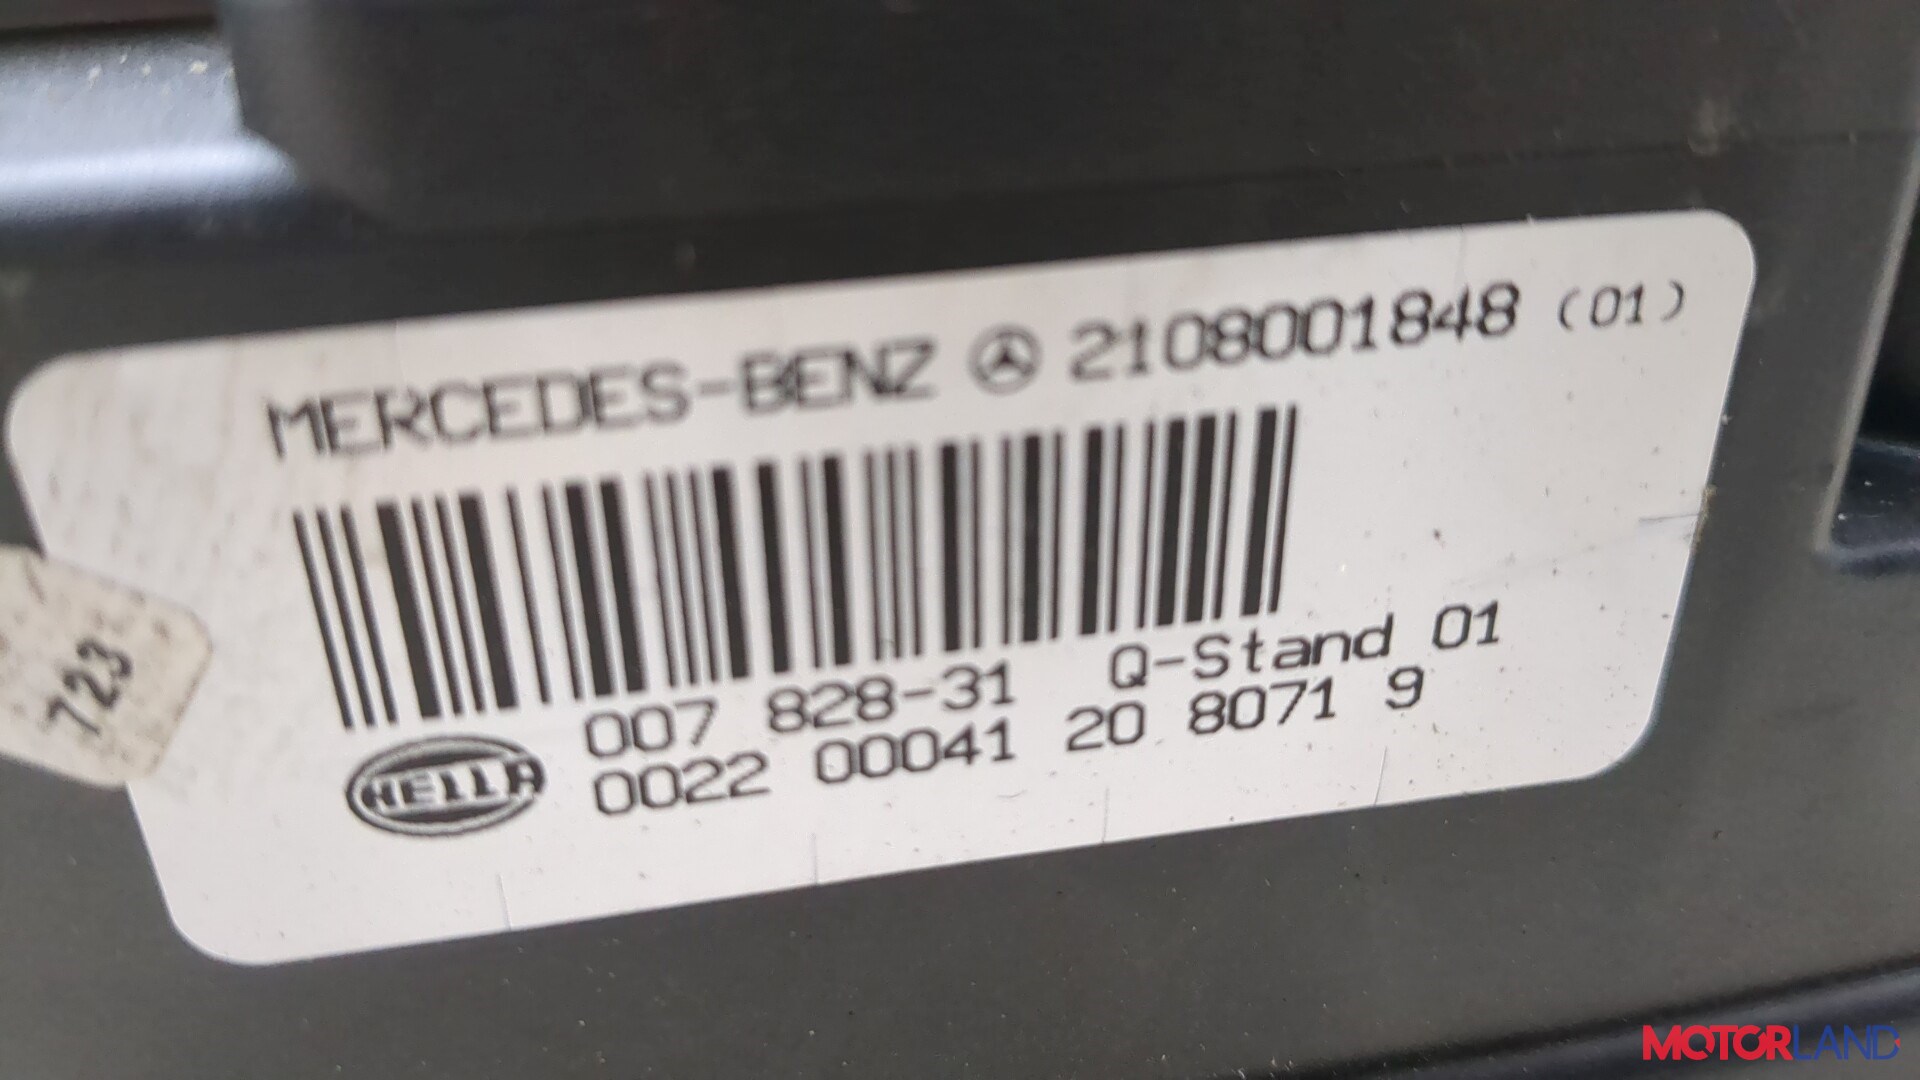 MERCEDES-BENZ 2108001848 (01)
007 828-31 Q-Stand 01
HELLA 0022 00041 20 8071 9
723
MOTORLAND